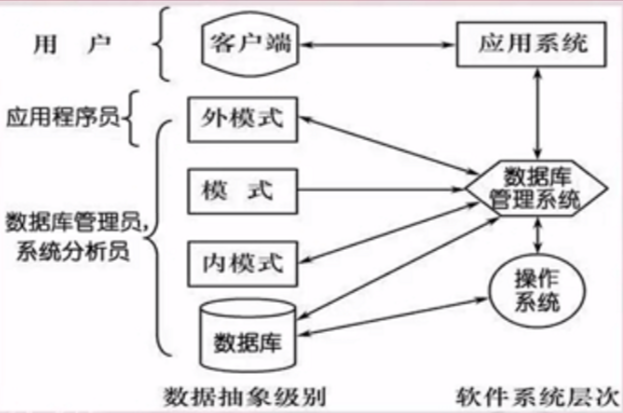 用 户
客户端
应用系统
应用程序员
外模式
模 式
数据库
管理系统
数据库管理员,
系统分析员
内模式
操作
系统
数据库
数据抽象级别
软件系统层次